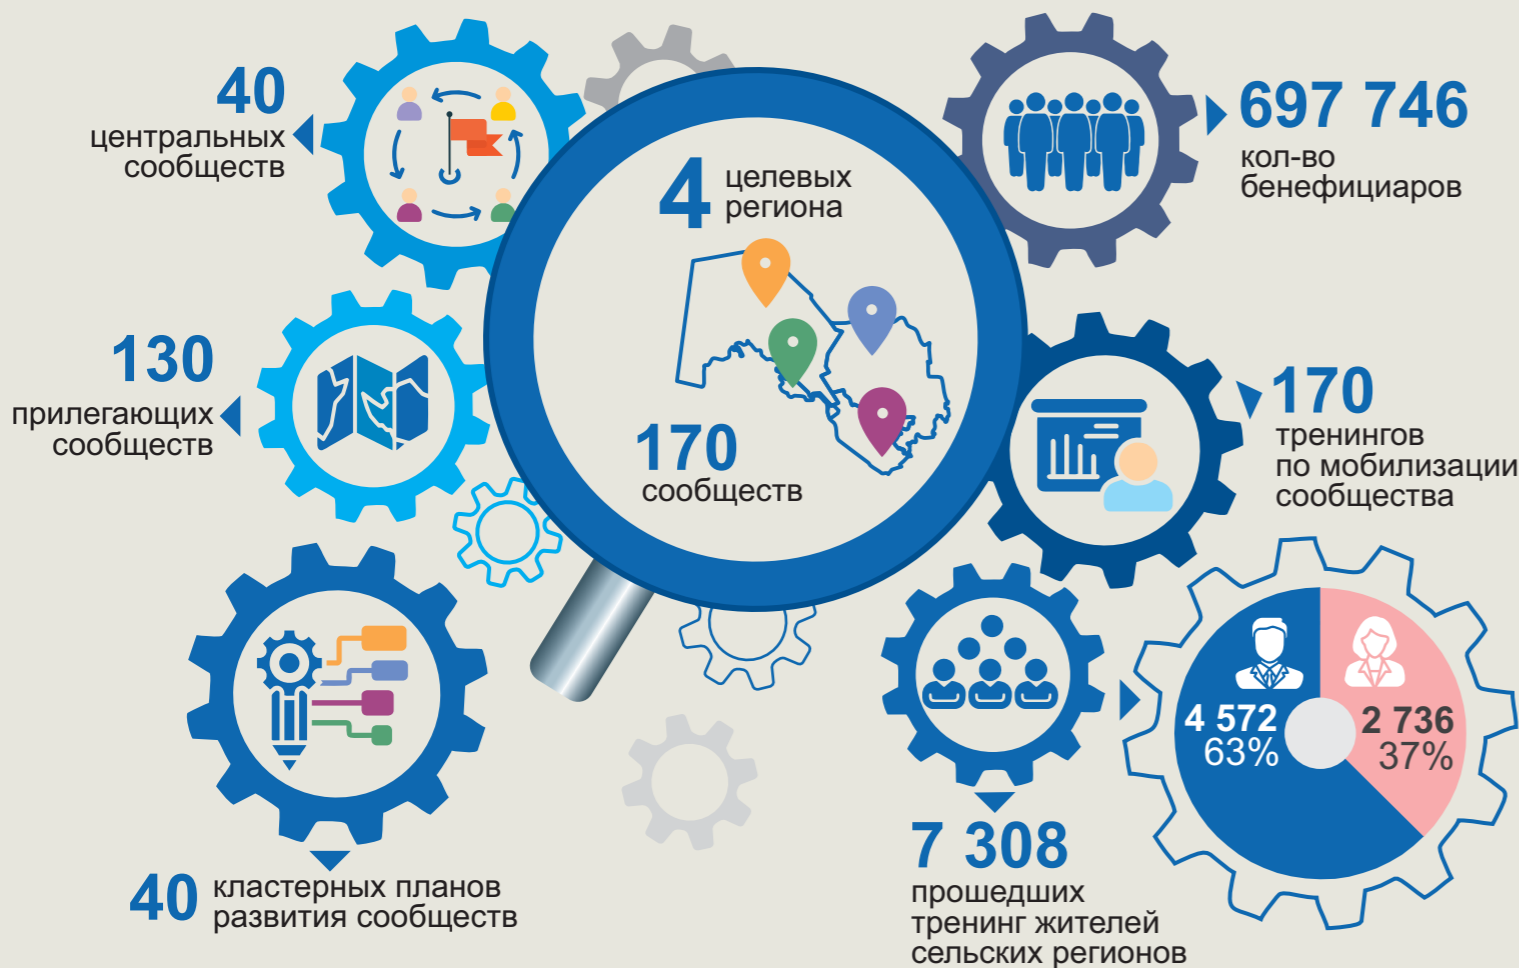 40
центральных
сообществ
130
прилегающих
сообществ
4
целевых
региона
170
сообществ
697 746
кол-во
бенефициаров
170
тренингов
по мобилизации
сообщества
40
кластерных планов
развития сообществ
7 308
прошедших
тренинг жителей
сельских регионов
4 572
63%
2 736
37%